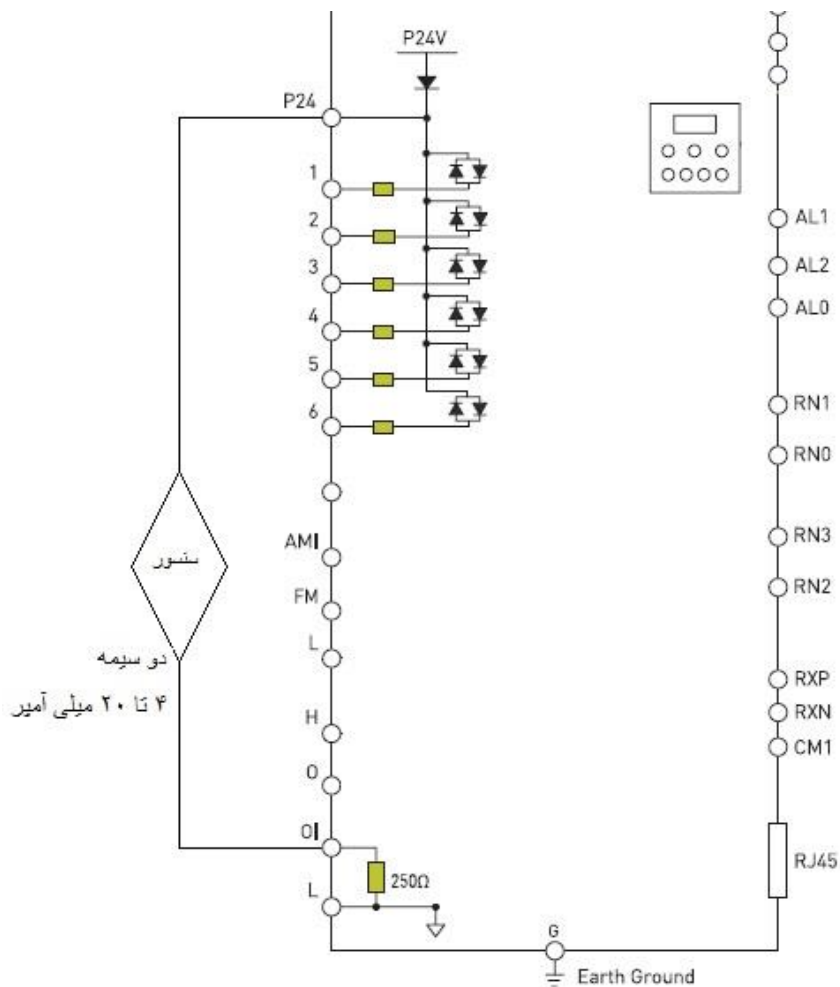 P24V
P24
1
2
3
4
5
6
AMI
FM
L
H
O
OI
L
250Ω
سنسور
دو سیمه
۴ تا ۲۰ میلی آمپر
AL1
AL2
AL0
RN1
RN0
RN3
RN2
RXP
RXN
CM1
RJ45
G
Earth Ground